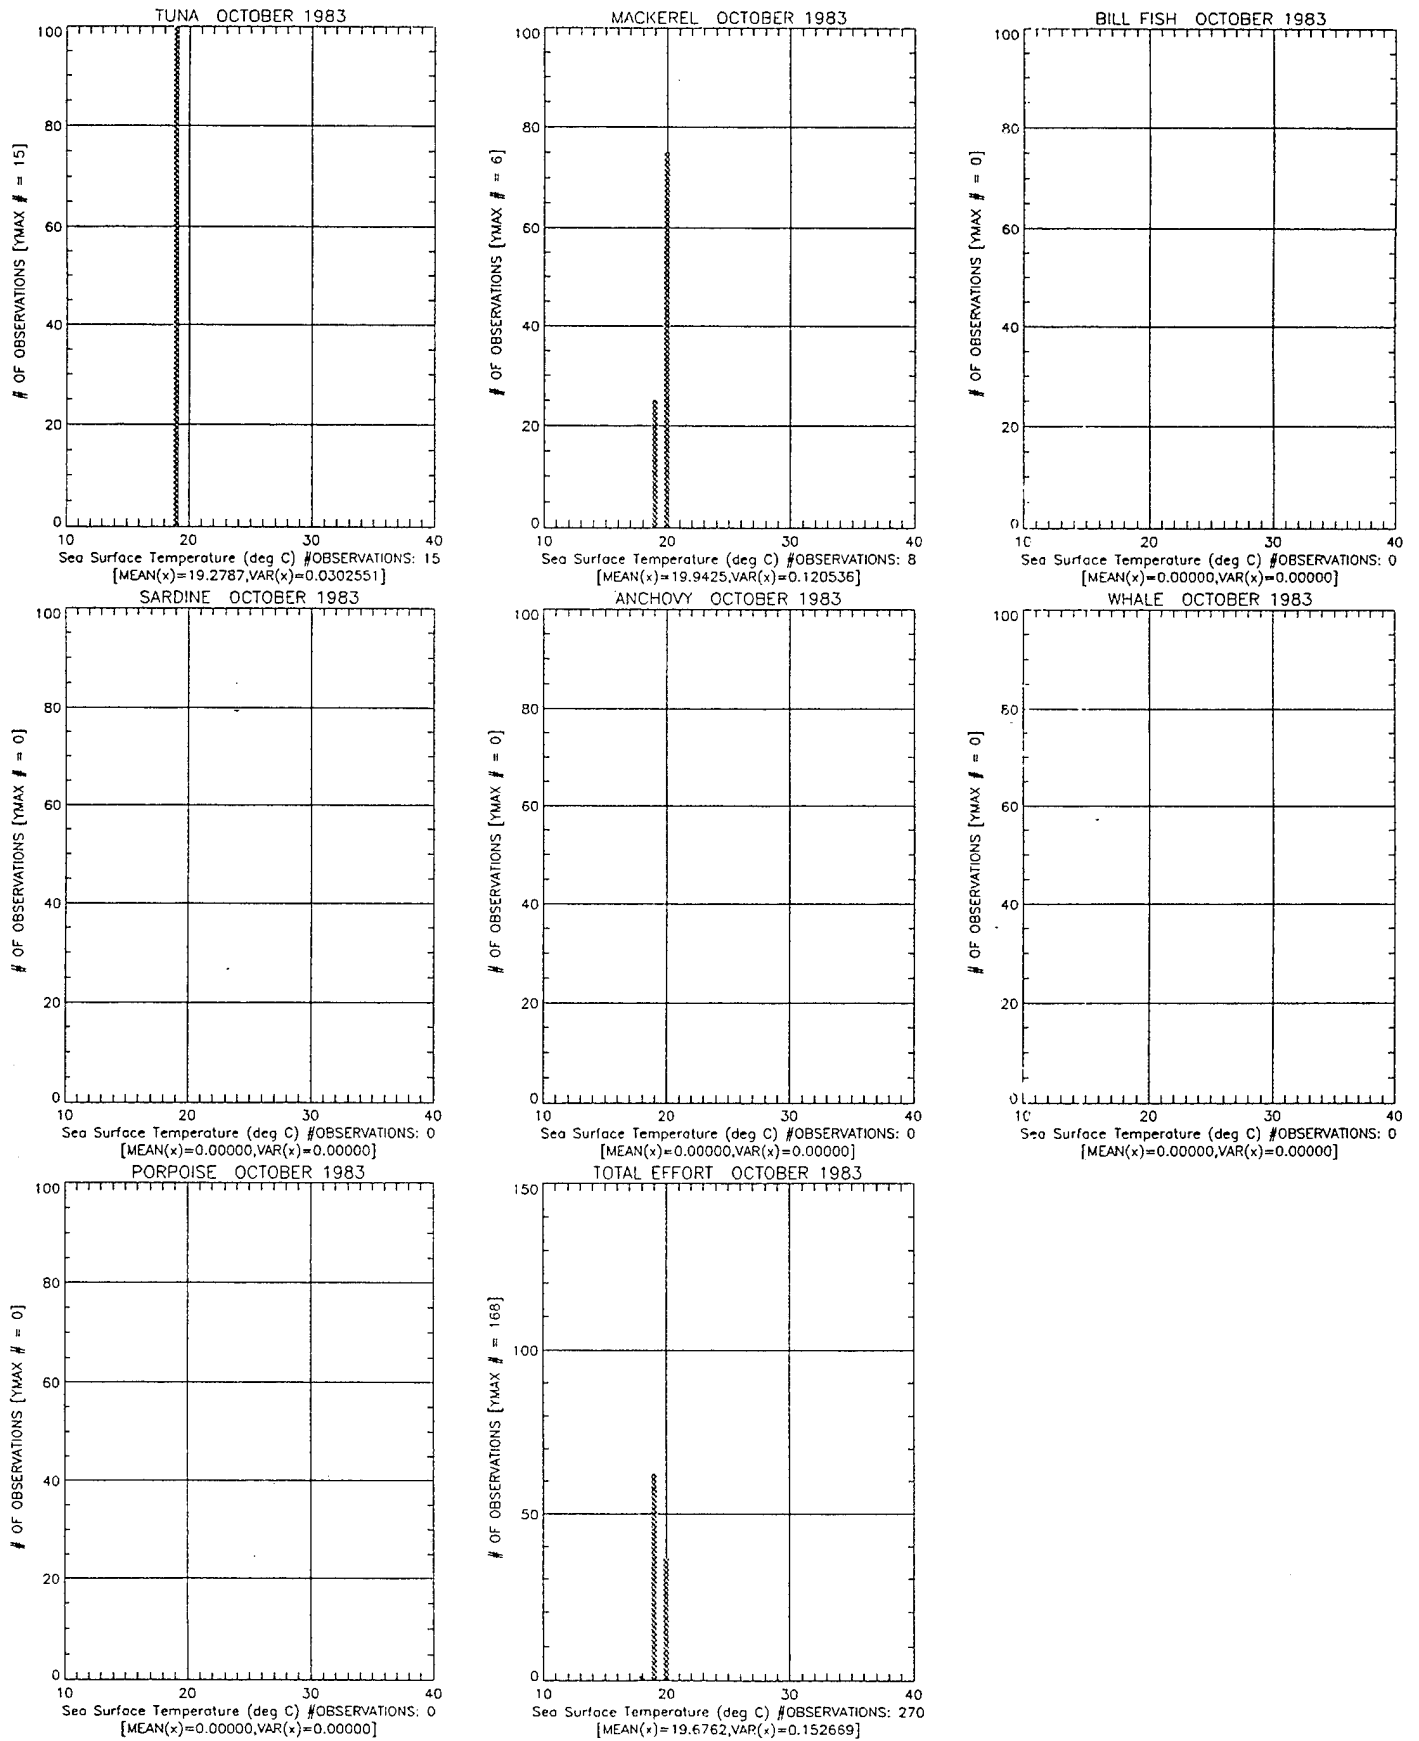 TUNA OCTOBER 1983
# OF OBSERVATIONS [YMAX # = 15]
100
80
60
40
20
0
10 20 30 40
Sea Surface Temperature (deg C) #OBSERVATIONS: 15
[MEAN(x)=19.2787,VAR(x)=0.0302551]
MACKEREL OCTOBER 1983
# OF OBSERVATIONS [YMAX # = 6]
100
80
60
40
20
0
10 20 30 40
Sea Surface Temperature (deg C) #OBSERVATIONS: 8
[MEAN(x)=19.9425,VAR(x)=0.120536]
BILL FISH OCTOBER 1983
# OF OBSERVATIONS [YMAX # = 0]
100
80
60
40
20
0
10 20 30 40
Sea Surface Temperature (deg C) #OBSERVATIONS: 0
[MEAN(x)=0.00000,VAR(x)=0.00000]
SARDINE OCTOBER 1983
# OF OBSERVATIONS [YMAX # = 0]
100
80
60
40
20
0
10 20 30 40
Sea Surface Temperature (deg C) #OBSERVATIONS: 0
[MEAN(x)=0.00000,VAR(x)=0.00000]
ANCHOVY OCTOBER 1983
# OF OBSERVATIONS [YMAX # = 0]
100
80
60
40
20
0
10 20 30 40
Sea Surface Temperature (deg C) #OBSERVATIONS: 0
[MEAN(x)=0.00000,VAR(x)=0.00000]
WHALE OCTOBER 1983
# OF OBSERVATIONS [YMAX # = 0]
100
80
60
40
20
0
10 20 30 40
Sea Surface Temperature (deg C) #OBSERVATIONS: 0
[MEAN(x)=0.00000,VAR(x)=0.00000]
PORPOISE OCTOBER 1983
# OF OBSERVATIONS [YMAX # = 0]
100
80
60
40
20
0
10 20 30 40
Sea Surface Temperature (deg C) #OBSERVATIONS: 0
[MEAN(x)=0.00000,VAR(x)=0.00000]
TOTAL EFFORT OCTOBER 1983
# OF OBSERVATIONS [YMAX # = 168]
150
100
50
0
10 20 30 40
Sea Surface Temperature (deg C) #OBSERVATIONS: 270
[MEAN(x)=19.6762,VAR(x)=0.152669]